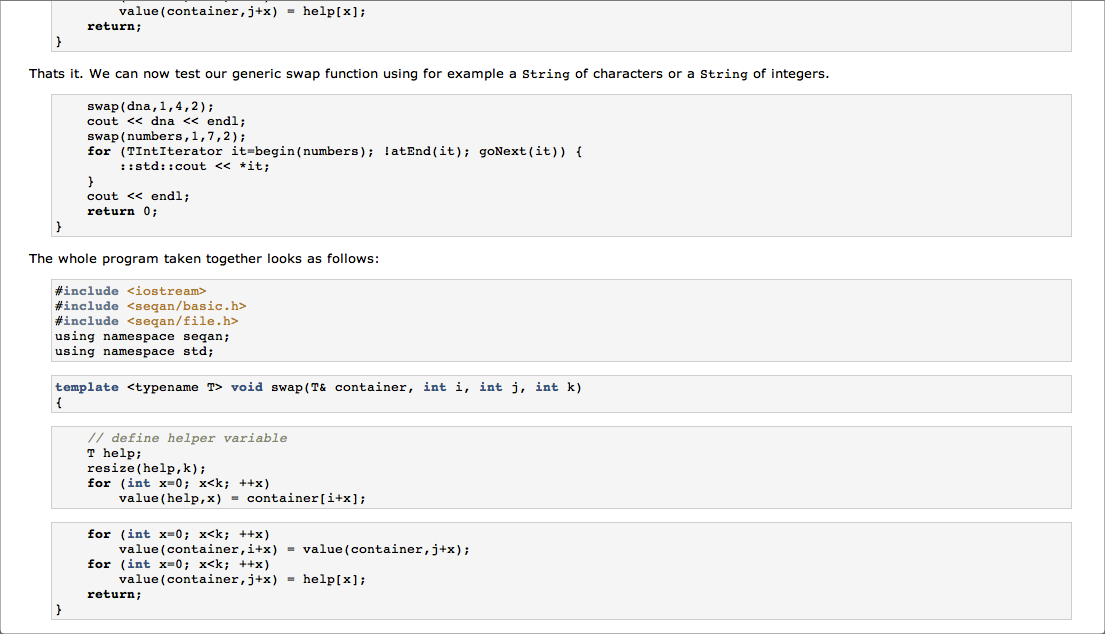 value(container,j+x) = help[x];
    return;
}
Thats it. We can now test our generic swap function using for example a String of characters or a String of integers.
    swap(dna,1,4,2);
    cout << dna << endl;
    swap(numbers,1,7,2);
    for (TIntIterator it=begin(numbers); !atEnd(it); goNext(it)) {
        ::std::cout << *it;
    }
    cout << endl;
    return 0;
}
The whole program taken together looks as follows:
#include <iostream>
#include <seqan/basic.h>
#include <seqan/file.h>
using namespace seqan;
using namespace std;
template <typename T> void swap(T& container, int i, int j, int k)
{
    // define helper variable
    T help;
    resize(help,k);
    for (int x=0; x<k; ++x)
        value(help,x) = container[i+x];
    for (int x=0; x<k; ++x)
        value(container,i+x) = value(container,j+x);
    for (int x=0; x<k; ++x)
        value(container,j+x) = help[x];
    return;
}